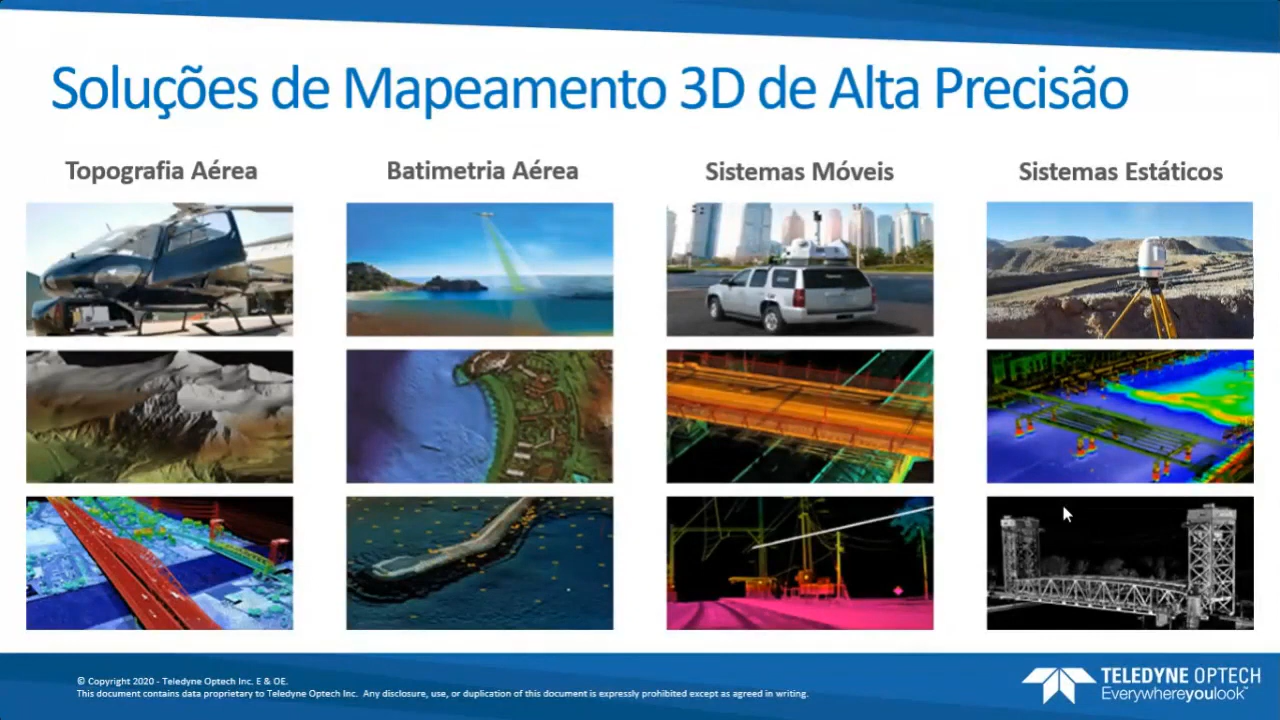 Soluções de Mapeamento 3D de Alta Precisão
Topografia Aérea
Batimetria Aérea
Sistemas Móveis
Sistemas Estáticos
© Copyright 2020 - Teledyne Optech Inc. E & OE.
This document contains data proprietary to Teledyne Optech Inc. Any disclosure, use, or duplication of this document is expressly prohibited except as agreed in writing.
TELEDYNE OPTECH
Everywhereyoulook™